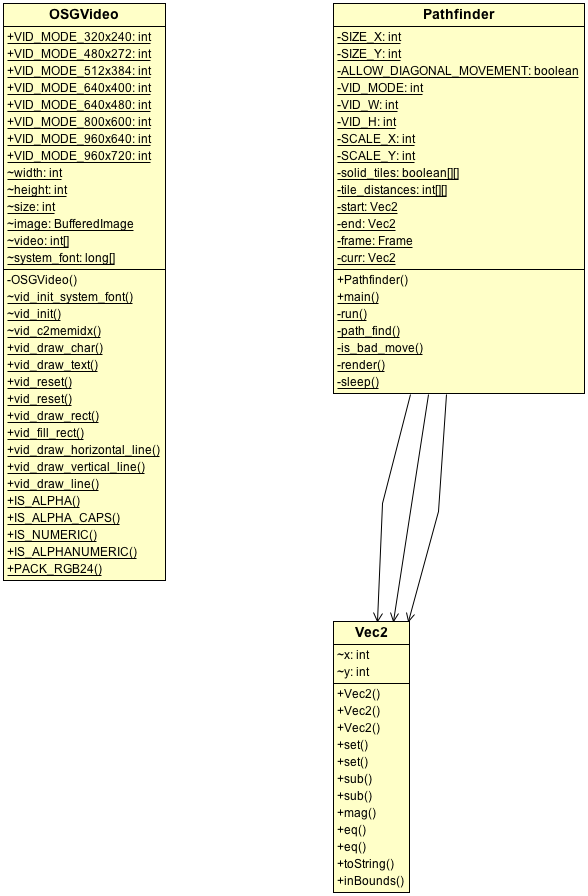 OSGVideo
+VID_MODE_320x240: int
+VID_MODE_480x272: int
+VID_MODE_512x384: int
+VID_MODE_640x400: int
+VID_MODE_640x480: int
+VID_MODE_800x600: int
+VID_MODE_960x640: int
+VID_MODE_960x720: int
~width: int
~height: int
~size: int
~image: BufferedImage
~video: int[]
~system_font: long[]
-OSGVideo()
~vid_init_system_font()
~vid_init()
~vid_c2memidx()
+vid_draw_char()
+vid_draw_text()
+vid_reset()
+vid_reset()
+vid_draw_rect()
+vid_fill_rect()
+vid_draw_horizontal_line()
+vid_draw_vertical_line()
+vid_draw_line()
+IS_ALPHA()
+IS_ALPHA_CAPS()
+IS_NUMERIC()
+IS_ALPHANUMERIC()
+PACK_RGB24()
Pathfinder
-SIZE_X: int
-SIZE_Y: int
-ALLOW_DIAGONAL_MOVEMENT: boolean
-VID_MODE: int
-VID_W: int
-VID_H: int
-SCALE_X: int
-SCALE_Y: int
-solid_tiles: boolean[][]
-tile_distances: int[][]
-start: Vec2
-end: Vec2
-frame: Frame
-curr: Vec2
+Pathfinder()
+main()
-run()
-path_find()
-is_bad_move()
-render()
-sleep()
Vec2
~x: int
~y: int
+Vec2()
+Vec2()
+Vec2()
+set()
+set()
+sub()
+sub()
+mag()
+eq()
+eq()
+toString()
+inBounds()